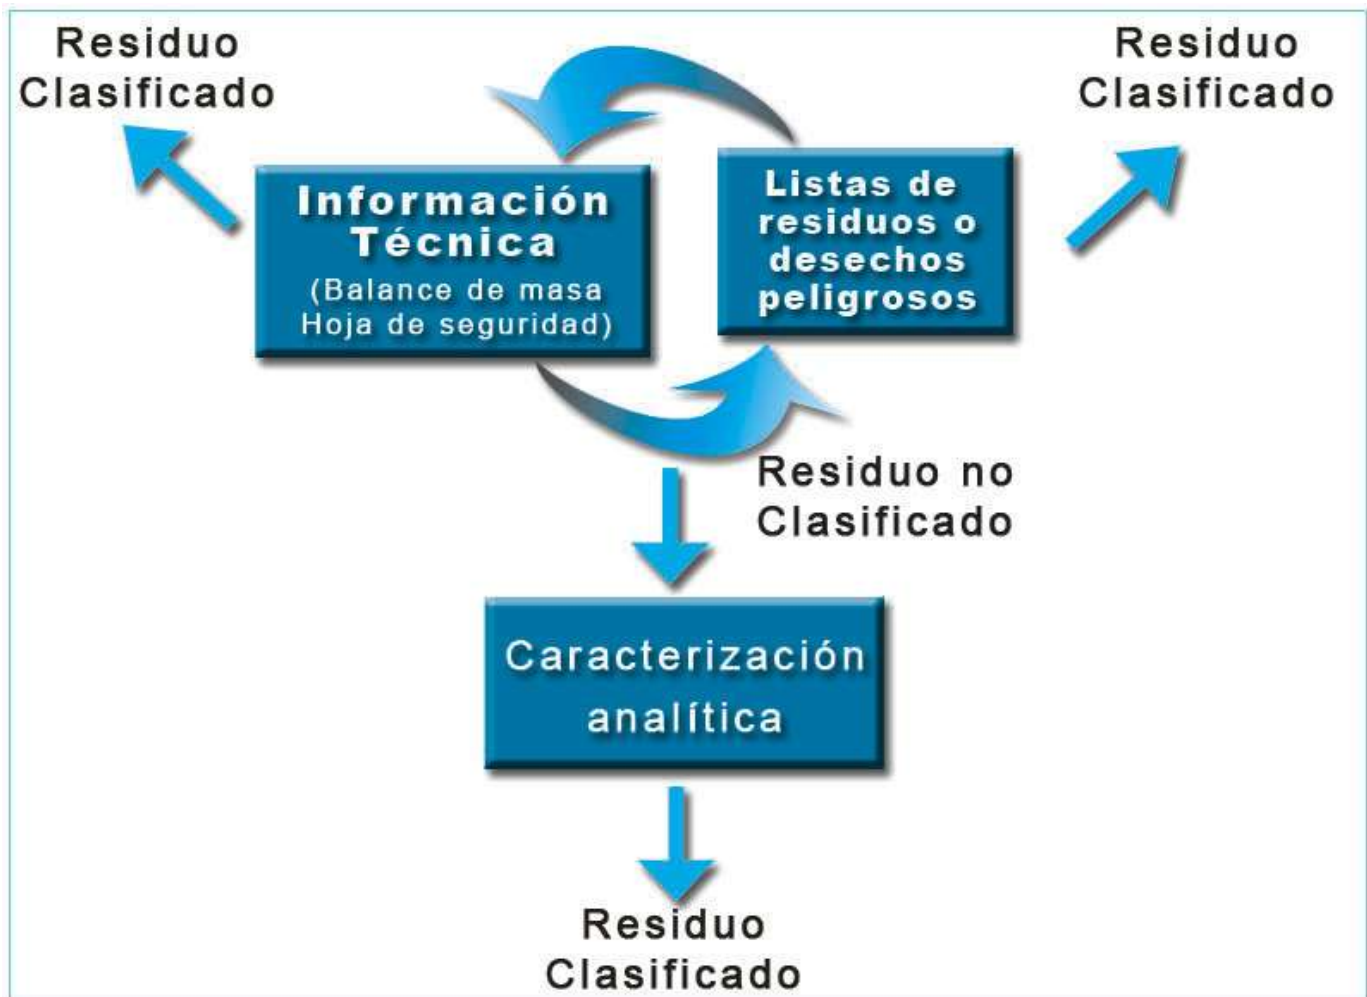 Residuo
Clasificado
Residuo
Clasificado
Información
Técnica
(Balance de masa
Hoja de seguridad)
Listas de
residuos o
desechos
peligrosos
Residuo no
Clasificado
Caracterización
analítica
Residuo
Clasificado